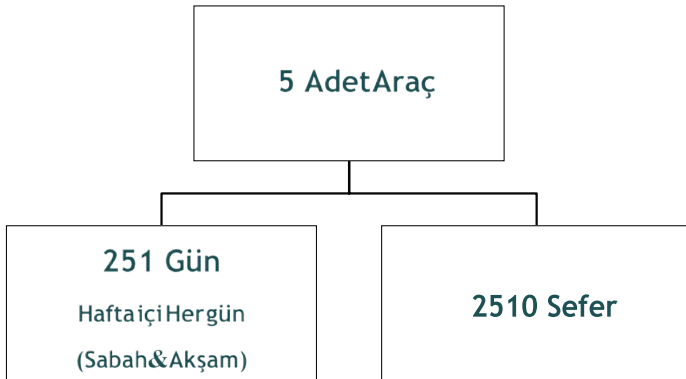 5 AdetAraç
251 Gün
HaftaiçiHergün
(Sabah&Akşam)
2510 Sefer